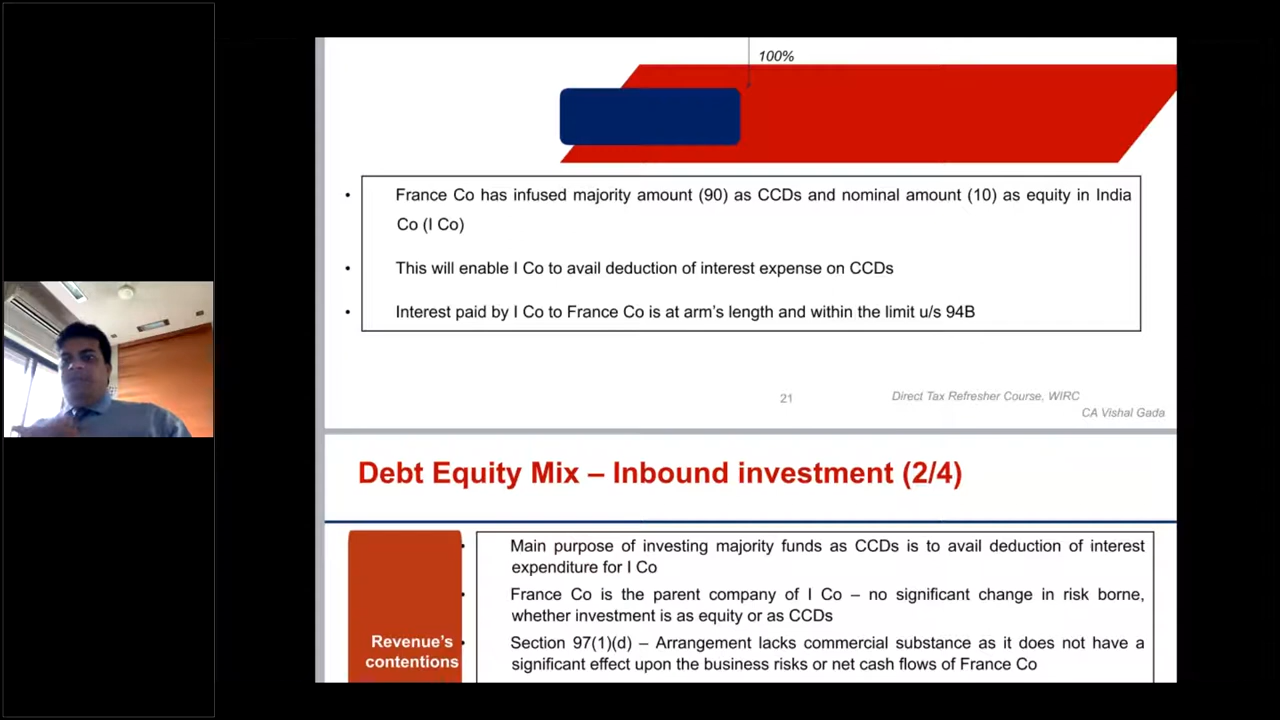 100%
• France Co has infused majority amount (90) as CCDs and nominal amount (10) as equity in India
Co (I Co)
• This will enable I Co to avail deduction of interest expense on CCDs
• Interest paid by I Co to France Co is at arm's length and within the limit u/s 94B
21
Direct Tax Refresher Course, WIRC
CA Vishal Gada
Debt Equity Mix – Inbound investment (2/4)
Revenue's
contentions
• Main purpose of investing majority funds as CCDs is to avail deduction of interest
expenditure for I Co
• France Co is the parent company of I Co – no significant change in risk borne,
whether investment is as equity or as CCDs
• Section 97(1)(d) – Arrangement lacks commercial substance as it does not have a
significant effect upon the business risks or net cash flows of France Co